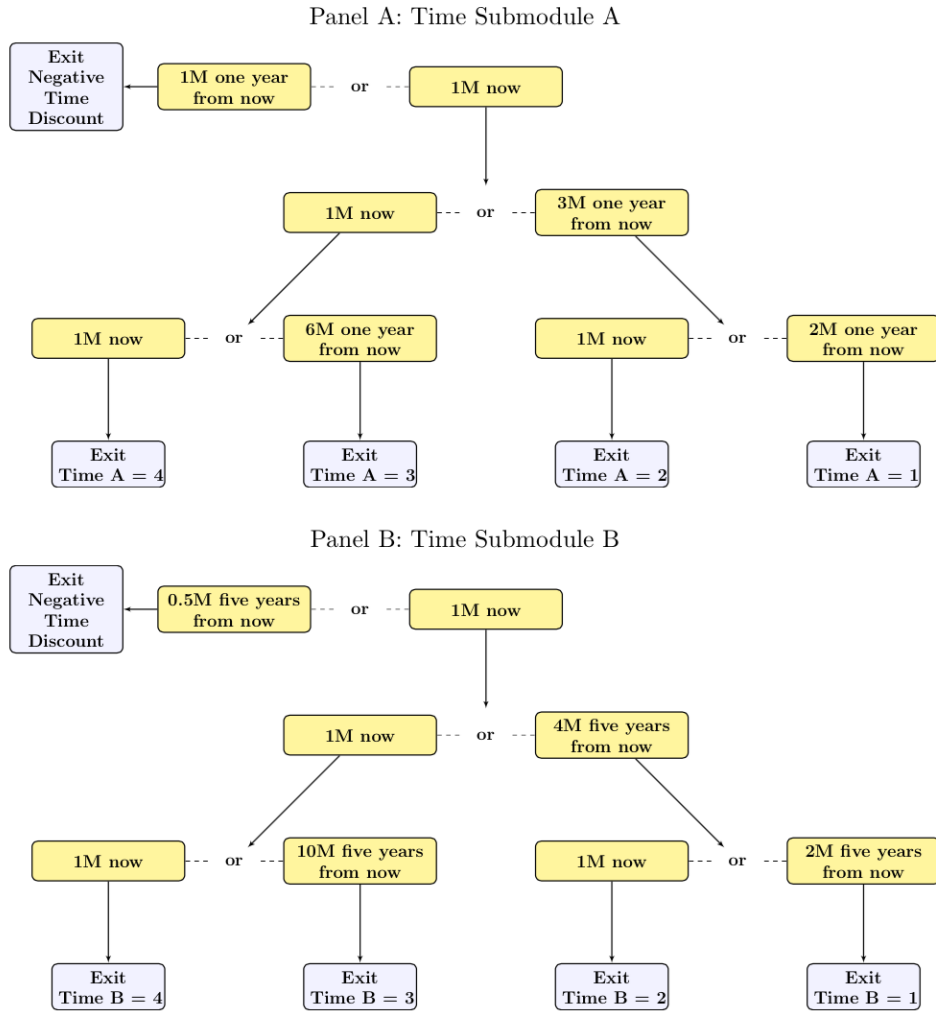 Panel A: Time Submodule A
Exit
Negative
Time
Discount
1M one year
from now
or
1M now
1M now
or
3M one year
from now
1M now
or
6M one year
from now
1M now
or
2M one year
from now
Exit
Time A = 4
Exit
Time A = 3
Exit
Time A = 2
Exit
Time A = 1
Panel B: Time Submodule B
Exit
Negative
Time
Discount
0.5M five years
from now
or
1M now
1M now
or
4M five years
from now
1M now
or
10M five years
from now
1M now
or
2M five years
from now
Exit
Time B = 4
Exit
Time B = 3
Exit
Time B = 2
Exit
Time B = 1